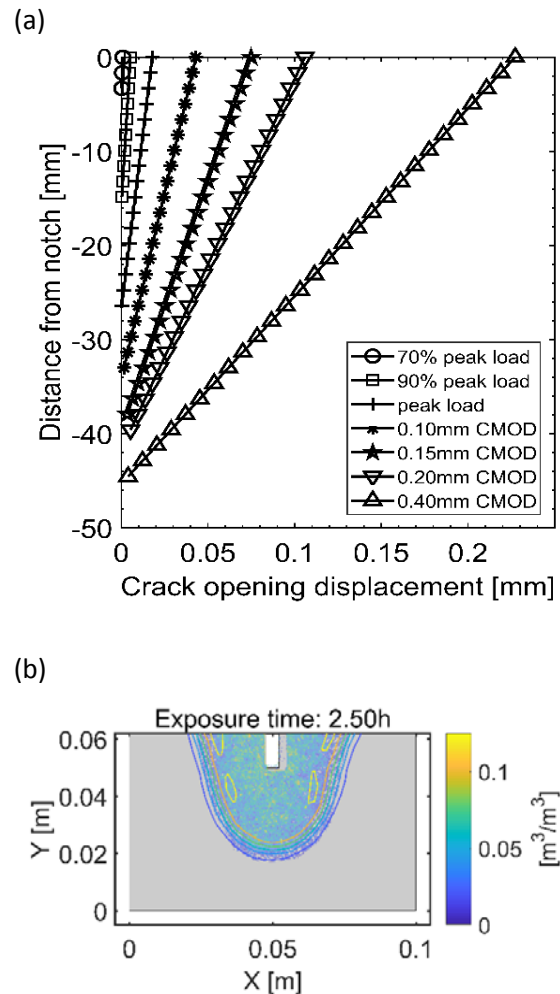 (a)
0
-10
-20
-30
-40
-50
Distance from notch [mm]
70% peak load
90% peak load
peak load
0.10mm CMOD
0.15mm CMOD
0.20mm CMOD
0.40mm CMOD
0 0.05 0.1 0.15 0.2
Crack opening displacement [mm]
(b)
Exposure time: 2.50h
0.06
0.04
0.02
0
Y [m]
0 0.05 0.1
X [m]
0.1
0.05
0
[m³/m³]